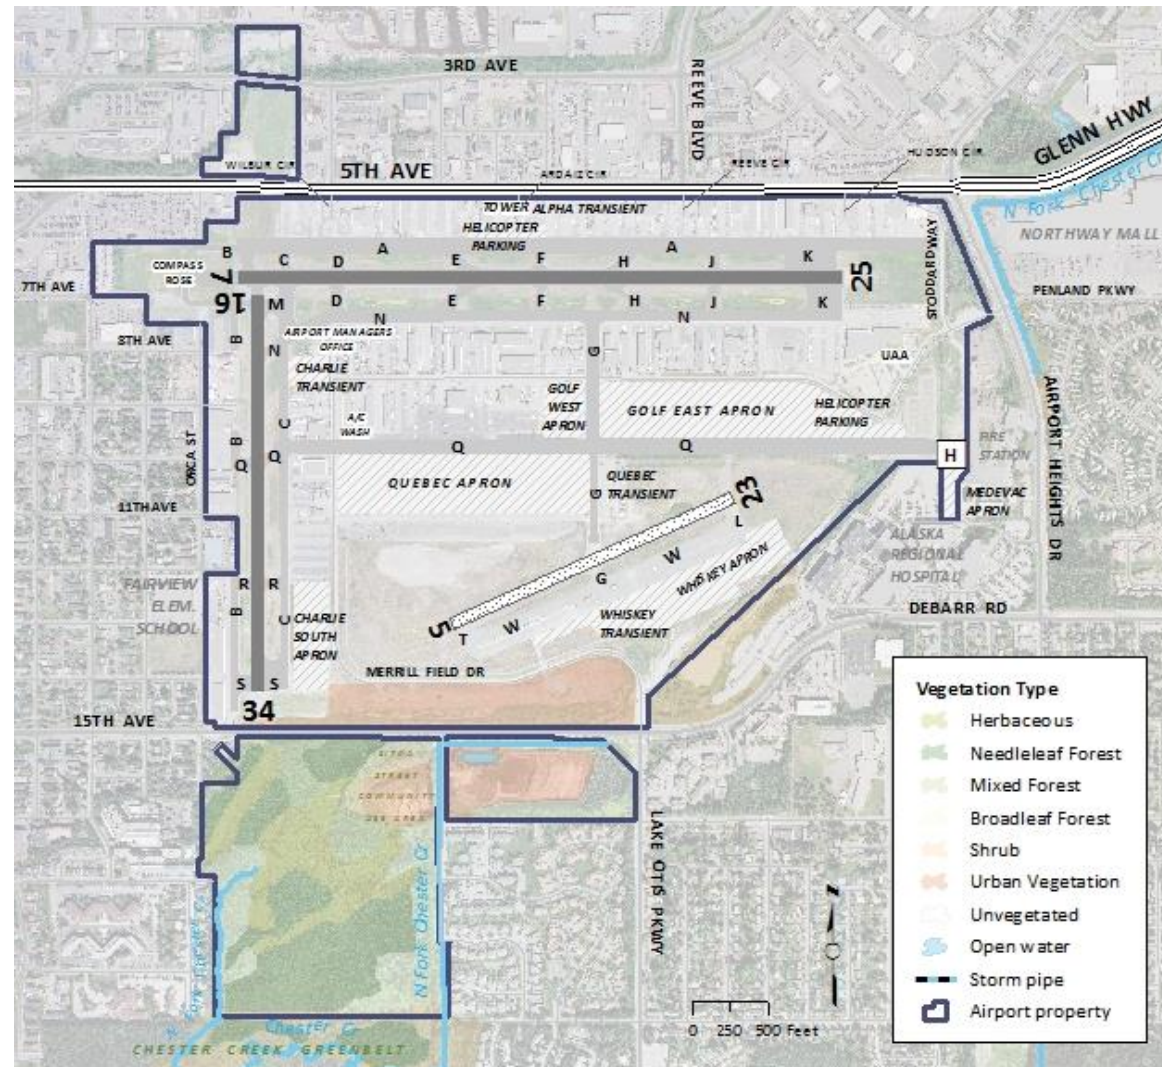 3RD AVE
REEVE BLVD
GLENN HWY
WILBUR CIR
5TH AVE
ARDAIZ CIR
REEVE CIR
HUDSON CIR
N Fork Chester Cr
TOWER ALPHA TRANSIENT
HELICOPTER
PARKING
STODDARD WAY
NORTHWAY MALL
B
A
A
C
D
E
F
H
J
K
COMPASS
ROSE
7
25
7TH AVE
PENLAND PKWY
16
M
D
E
F
H
J
K
N
N
8TH AVE
B
AIRPORT MANAGERS
OFFICE
N
G
UAA
CHARLIE
TRANSIENT
GOLF
WEST
APRON
GOLF EAST APRON
HELICOPTER
PARKING
AIRPORT HEIGHTS DR
A/C
WASH
C
ORCA ST
B
Q
Q
Q
Q
H
FIRE
STATION
QUEBEC APRON
QUEBEC
TRANSIENT
G
23
MEDEVAC
APRON
11TH AVE
L
ALASKA
REGIONAL
HOSPITAL
W
WHISKEY APRON
G
FAIRVIEW
ELEM.
SCHOOL
R
R
B
C
CHARLIE
SOUTH
APRON
5
T
W
WHISKEY
TRANSIENT
DEBARR RD
MERRILL FIELD DR
S
S
34
15TH AVE
SITKA
STREET
COMMUNITY
USE AREA
LAKE OTIS PKWY
N Fork Chester Cr
Chester Cr
CHESTER CREEK GREENBELT
0 250 500 Feet
Vegetation Type
Herbaceous
Needleleaf Forest
Mixed Forest
Broadleaf Forest
Shrub
Urban Vegetation
Unvegetated
Open water
Storm pipe
Airport property